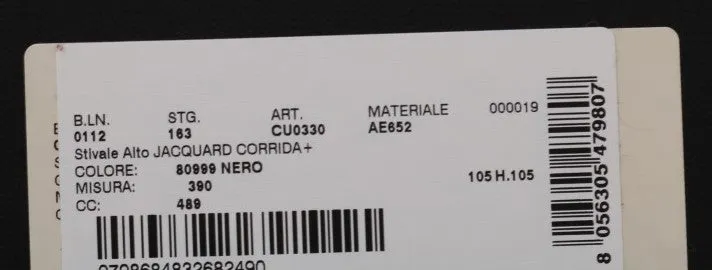 B.LN. STG. ART. MATERIALE 000019
0112 163 CU0330 AE652
Stivale Alto JACQUARD CORRIDA+
COLORE: 80999 NERO
MISURA: 390 105 H.105
CC: 489
0708684832682490
8 056305 479807